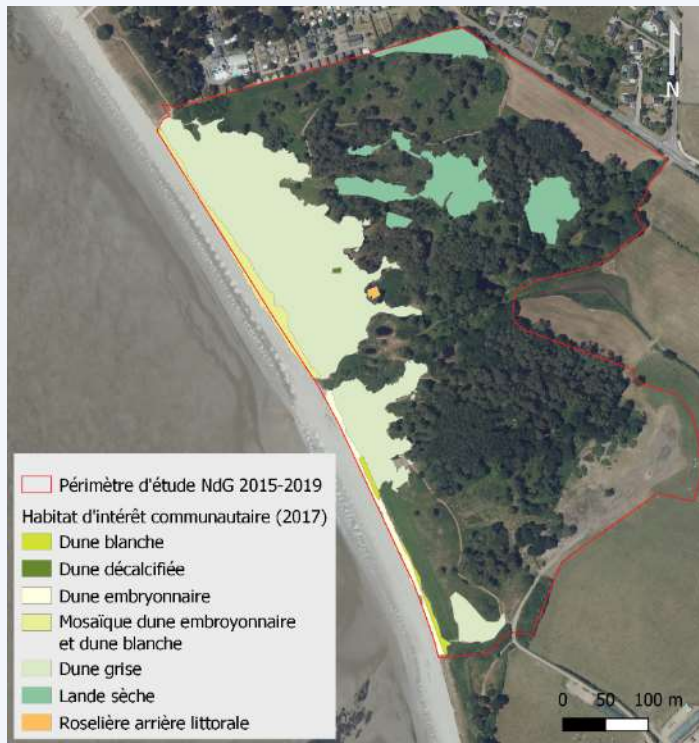 N
Périmètre d'étude NdG 2015-2019
Habitat d'intérêt communautaire (2017)
Dune blanche
Dune décalcifiée
Dune embryonnaire
Mosaïque dune embroyonnaire
et dune blanche
Dune grise
Lande sèche
Roselière arrière littorale
0 50 100 m